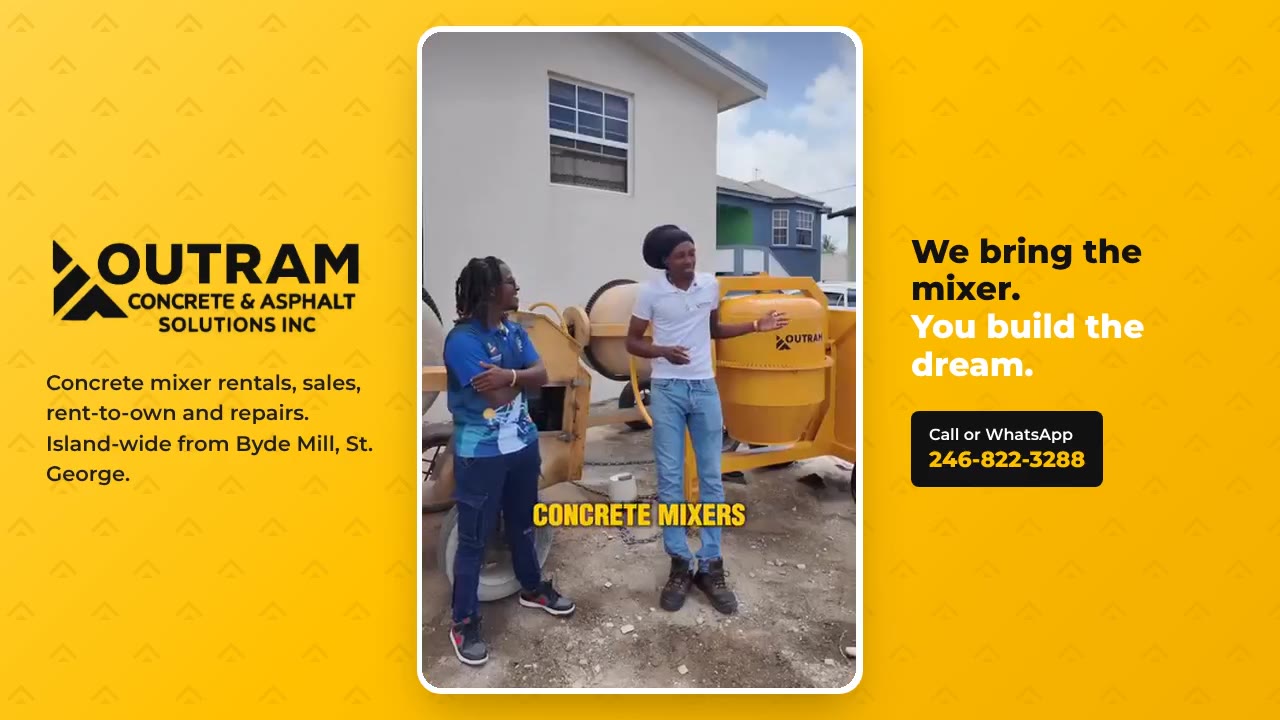 OUTRAM
CONCRETE & ASPHALT
SOLUTIONS INC
Concrete mixer rentals, sales,
rent-to-own and repairs.
Island-wide from Byde Mill, St.
George.
OUTRAM
CONCRETE MIXERS
We bring the
mixer.
You build the
dream.
Call or WhatsApp
246-822-3288